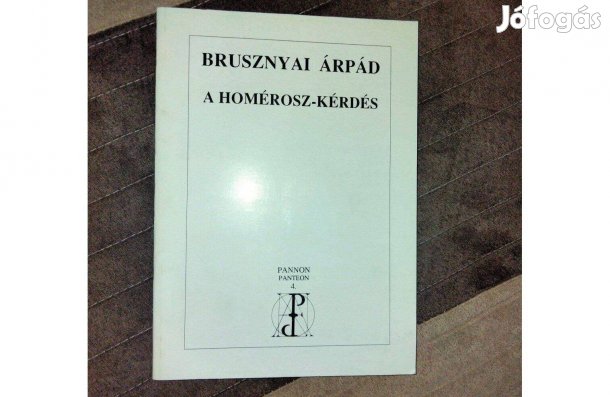 Jófogás
BRUSZNYAI ÁRPÁD
A HOMÉROSZ-KÉRDÉS
PANNON
PANTEON
4.